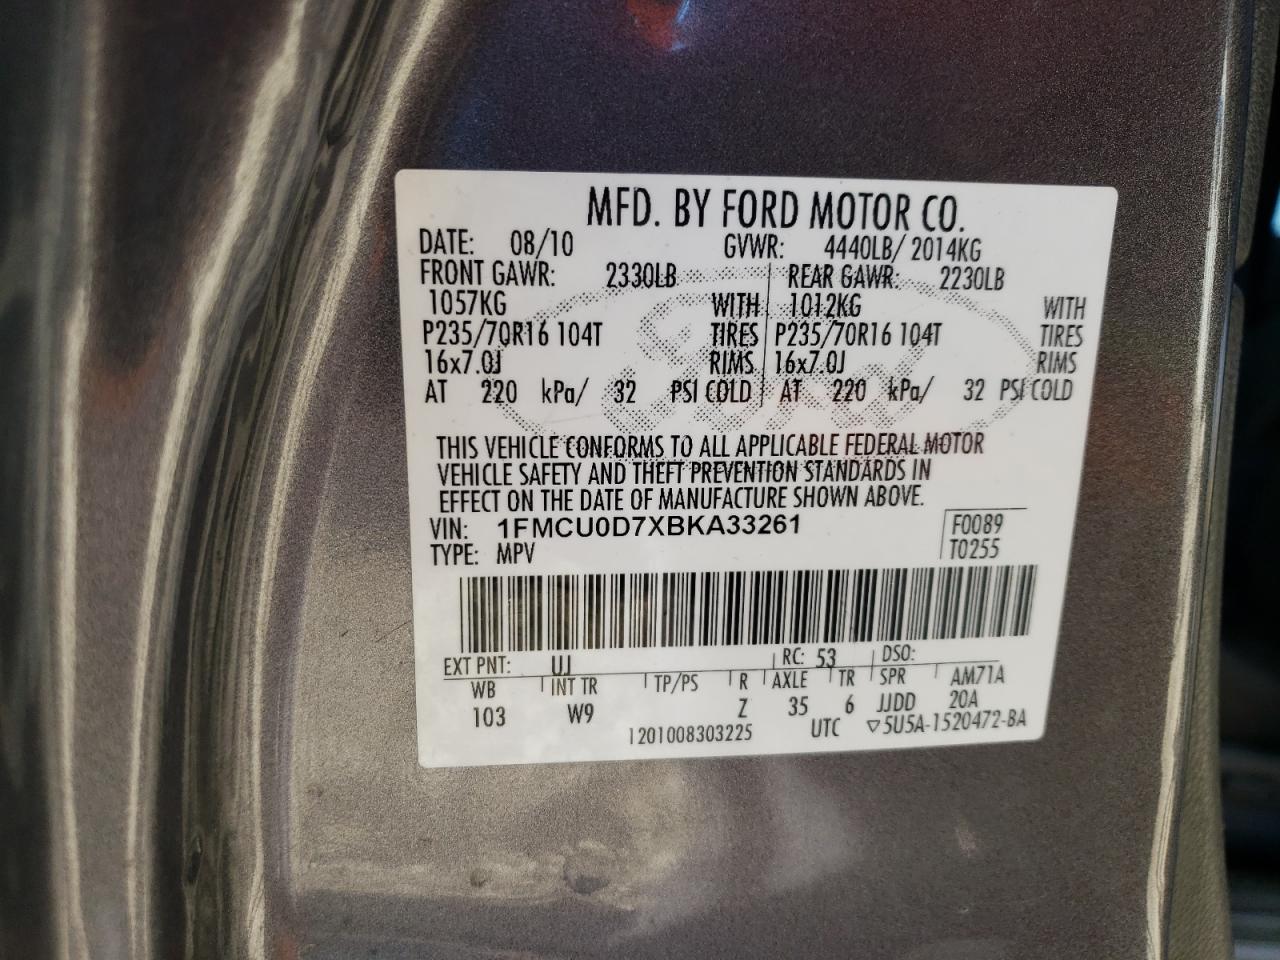 MFD. BY FORD MOTOR CO.
DATE: 08/10 GVWR: 4440LB/ 2014KG
FRONT GAWR: 2330LB REAR GAWR: 2230LB
1057KG WITH 1012KG WITH
P235/70R16 104T TIRES P235/70R16 104T TIRES
16x7.0J RIMS 16x7.0J RIMS
AT 220 kPa/ 32 PSI COLD AT 220 kPa/ 32 PSI COLD
THIS VEHICLE CONFORMS TO ALL APPLICABLE FEDERAL MOTOR
VEHICLE SAFETY AND THEFT PREVENTION STANDARDS IN
EFFECT ON THE DATE OF MANUFACTURE SHOWN ABOVE.
VIN: 1FMCU0D7XBKA33261 F0089
TYPE: MPV T0255
EXT PNT: UJ RC: 53 DSO:
WB INT TR TP/PS R AXLE TR SPR AM71A
103 W9 Z 35 6 JJDD 20A
1201008303225 UTC ▽5U5A-1520472-BA
Ford